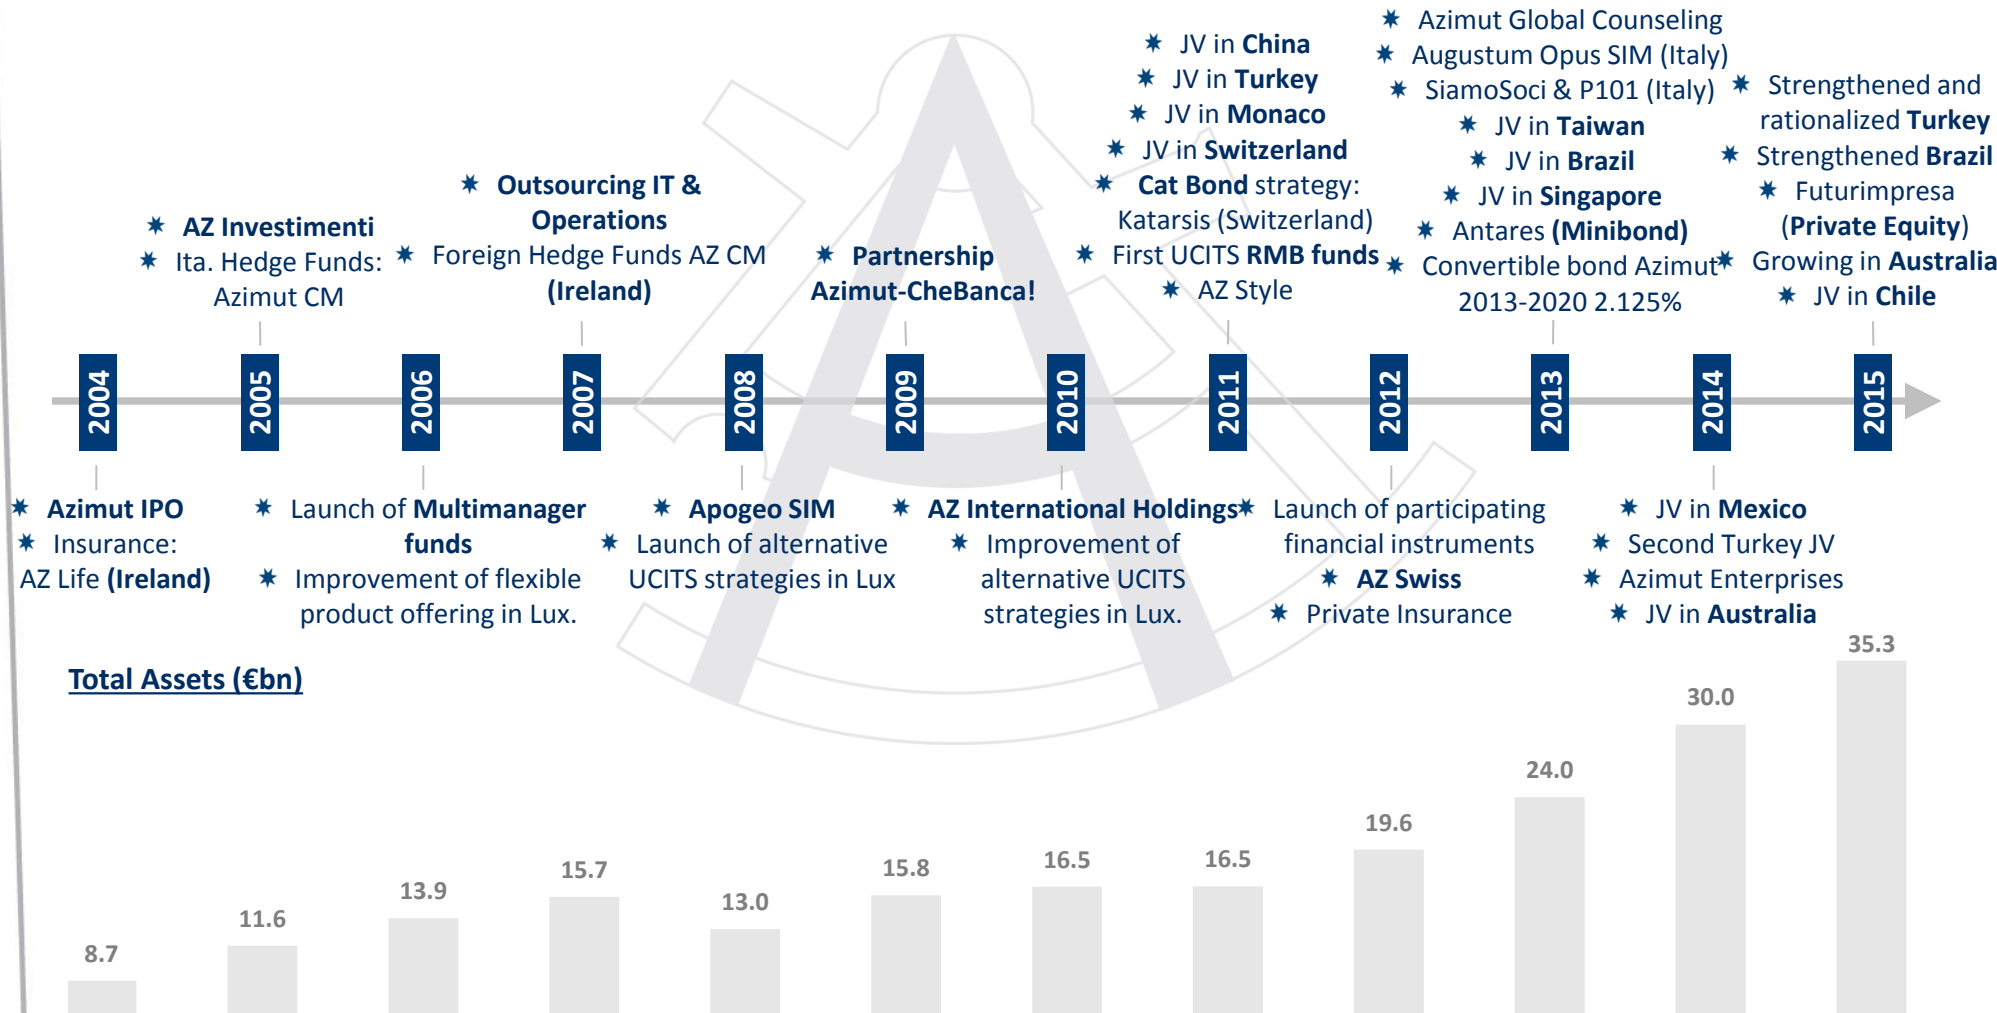 ✷ AZ Investimenti
✷ Ita. Hedge Funds:
Azimut CM
✷ Outsourcing IT &
Operations
✷ Foreign Hedge Funds AZ CM
(Ireland)
✷ Partnership
Azimut-CheBanca!
✷ JV in China
✷ JV in Turkey
✷ JV in Monaco
✷ JV in Switzerland
✷ Cat Bond strategy:
Katarsis (Switzerland)
✷ First UCITS RMB funds
✷ AZ Style
✷ Azimut Global Counseling
✷ Augustum Opus SIM (Italy)
✷ SiamoSoci & P101 (Italy)
✷ JV in Taiwan
✷ JV in Brazil
✷ JV in Singapore
✷ Antares (Minibond)
✷ Convertible bond Azimut
2013-2020 2.125%
✷ Strengthened and
rationalized Turkey
✷ Strengthened Brazil
✷ Futurimpresa
(Private Equity)
✷ Growing in Australia
✷ JV in Chile
2004
2005
2006
2007
2008
2009
2010
2011
2012
2013
2014
2015
✷ Azimut IPO
✷ Insurance:
AZ Life (Ireland)
✷ Launch of Multimanager
funds
✷ Improvement of flexible
product offering in Lux.
✷ Apogeo SIM
✷ Launch of alternative
UCITS strategies in Lux
✷ AZ International Holdings
✷ Improvement of
alternative UCITS
strategies in Lux.
✷ Launch of participating
financial instruments
✷ AZ Swiss
✷ Private Insurance
✷ JV in Mexico
✷ Second Turkey JV
✷ Azimut Enterprises
✷ JV in Australia
Total Assets (€bn)
8.7
11.6
13.9
15.7
13.0
15.8
16.5
16.5
19.6
24.0
30.0
35.3